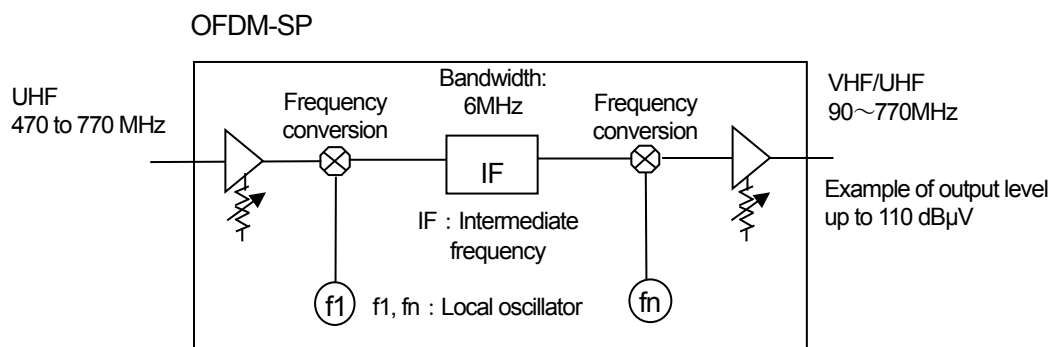 OFDM-SP
UHF
470 to 770 MHz
Frequency
conversion
Bandwidth:
6MHz
Frequency
conversion
VHF/UHF
90～770MHz
IF
IF : Intermediate
frequency
Example of output level
up to 110 dBµV
f1
f1, fn : Local oscillator
fn